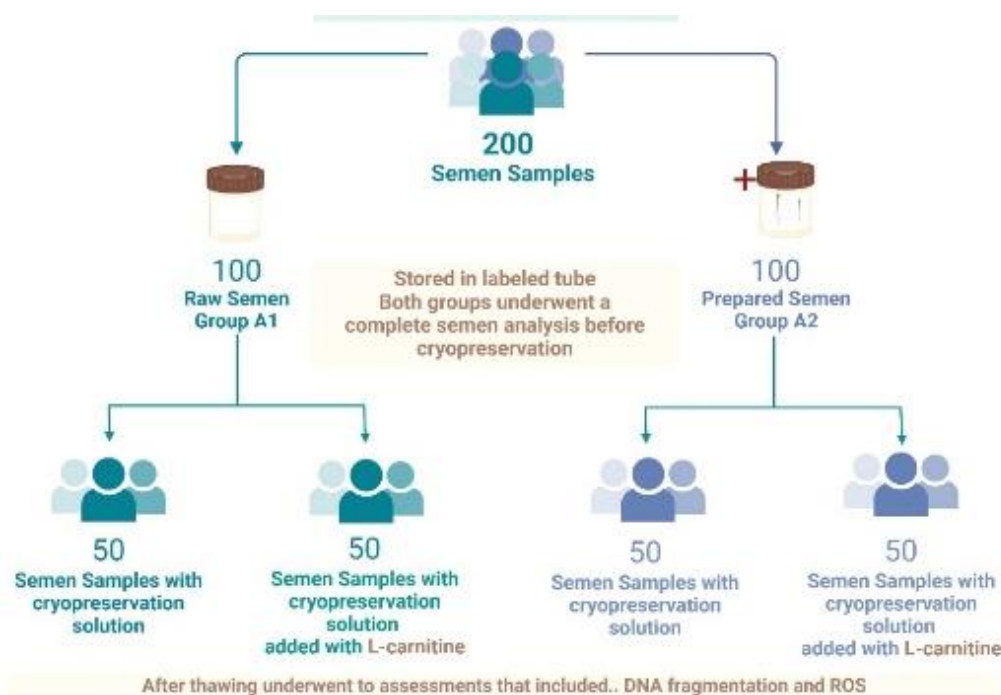 200
Semen Samples
100
Raw Semen
Group A1
Stored in labeled tube
Both groups underwent a
complete semen analysis before
cryopreservation
100
Prepared Semen
Group A2
50
Semen Samples with
cryopreservation
solution
50
Semen Samples with
cryopreservation
solution
added with L-carnitine
50
Semen Samples with
cryopreservation
solution
50
Semen Samples with
cryopreservation
solution
added with L-carnitine
After thawing underwent to assessments that included.. DNA fragmentation and ROS